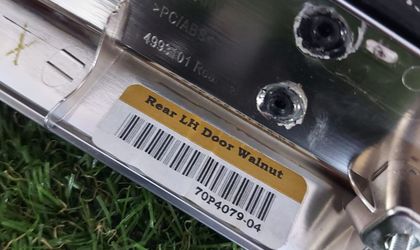 >PC/ABS<
Rear LH Door Walnut
70P4079-04